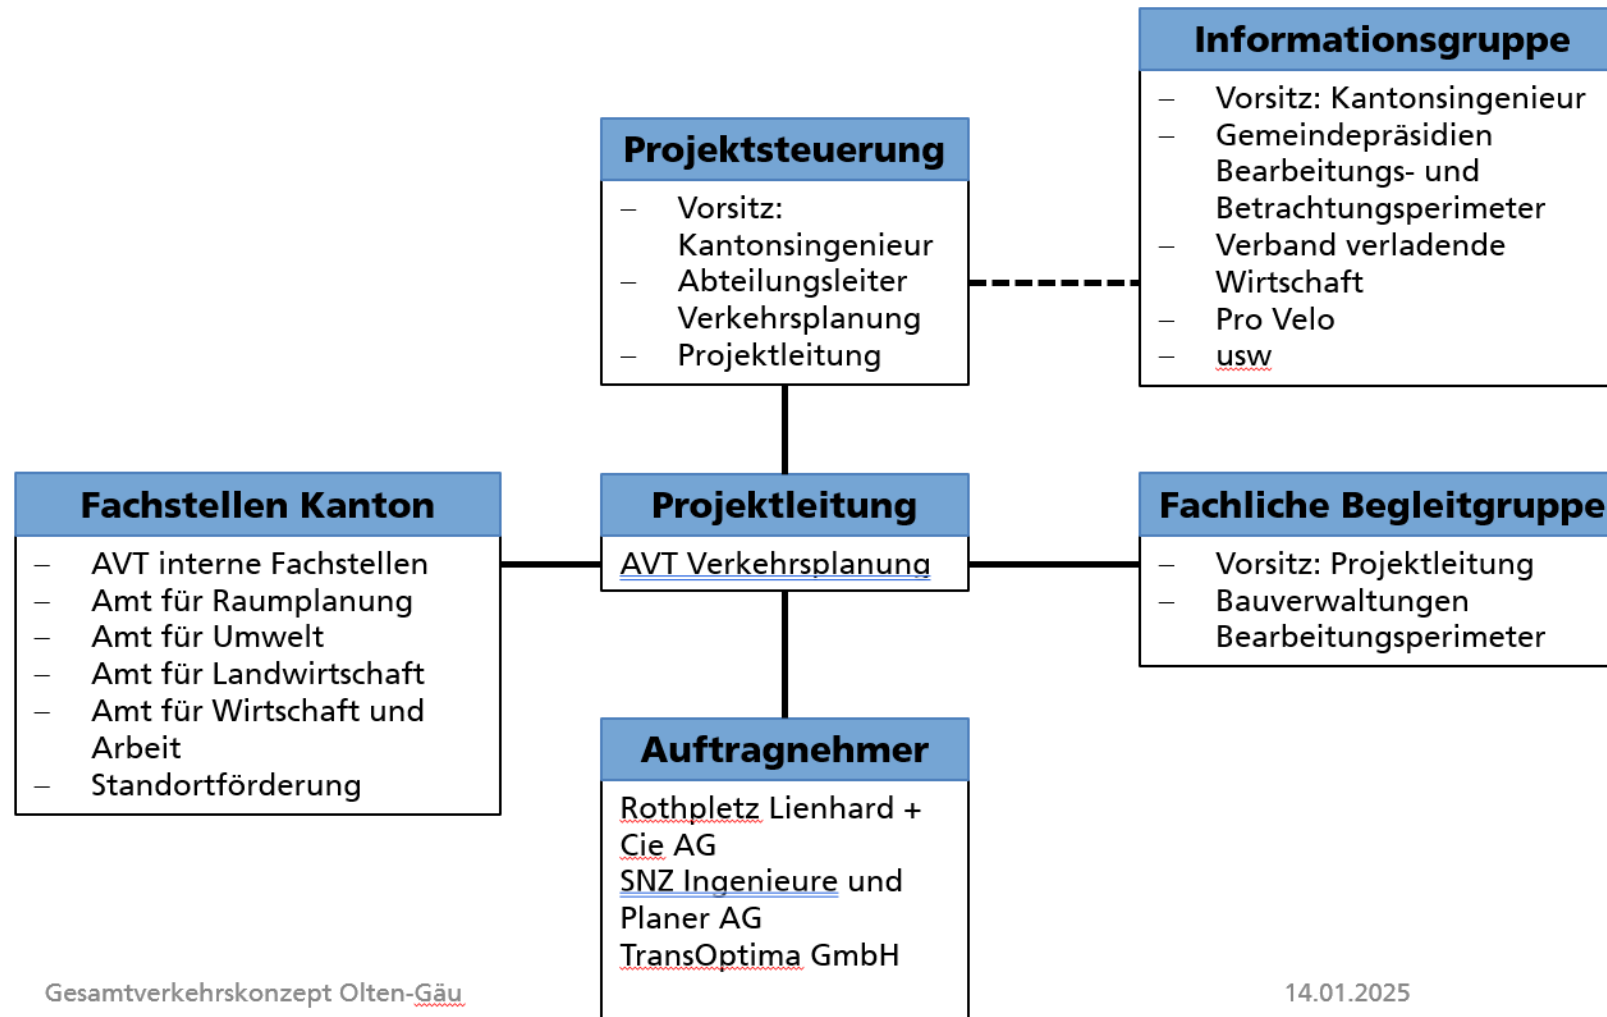 Informationsgruppe
– Vorsitz: Kantonsingenieur
– Gemeindepräsidien
Bearbeitungs- und
Betrachtungsperimeter
– Verband verladende
Wirtschaft
– Pro Velo
– usw
Projektsteuerung
– Vorsitz:
Kantonsingenieur
– Abteilungsleiter
Verkehrsplanung
– Projektleitung
Fachstellen Kanton
– AVT interne Fachstellen
– Amt für Raumplanung
– Amt für Umwelt
– Amt für Landwirtschaft
– Amt für Wirtschaft und
Arbeit
– Standortförderung
Projektleitung
AVT Verkehrsplanung
Fachliche Begleitgruppe
– Vorsitz: Projektleitung
– Bauverwaltungen
Bearbeitungsperimeter
Auftragnehmer
Rothpletz Lienhard +
Cie AG
SNZ Ingenieure und
Planer AG
TransOptima GmbH
Gesamtverkehrskonzept Olten-Gäu
14.01.2025